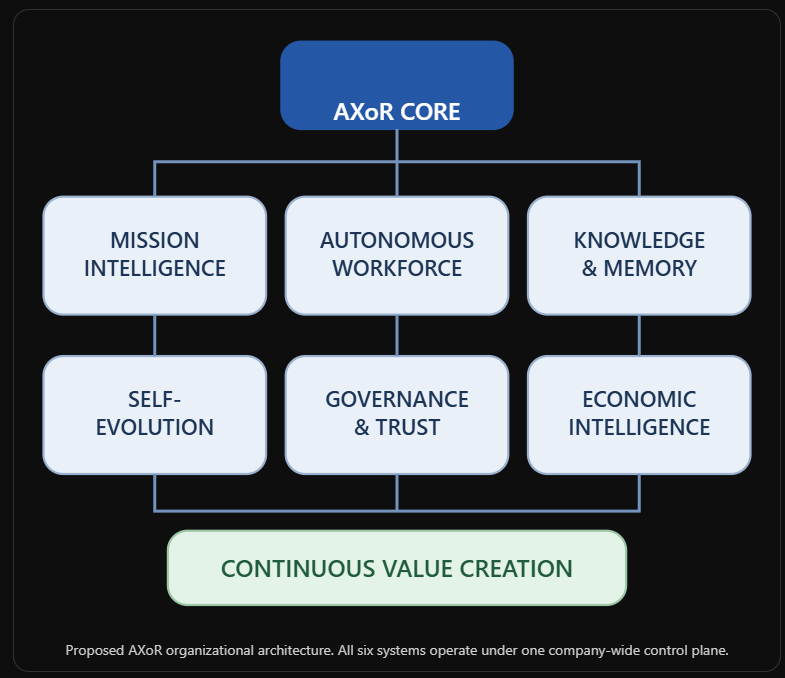 AXoR CORE
MISSION
INTELLIGENCE
AUTONOMOUS
WORKFORCE
KNOWLEDGE
& MEMORY
SELF-
EVOLUTION
GOVERNANCE
& TRUST
ECONOMIC
INTELLIGENCE
CONTINUOUS VALUE CREATION
Proposed AXoR organizational architecture. All six systems operate under one company-wide control plane.